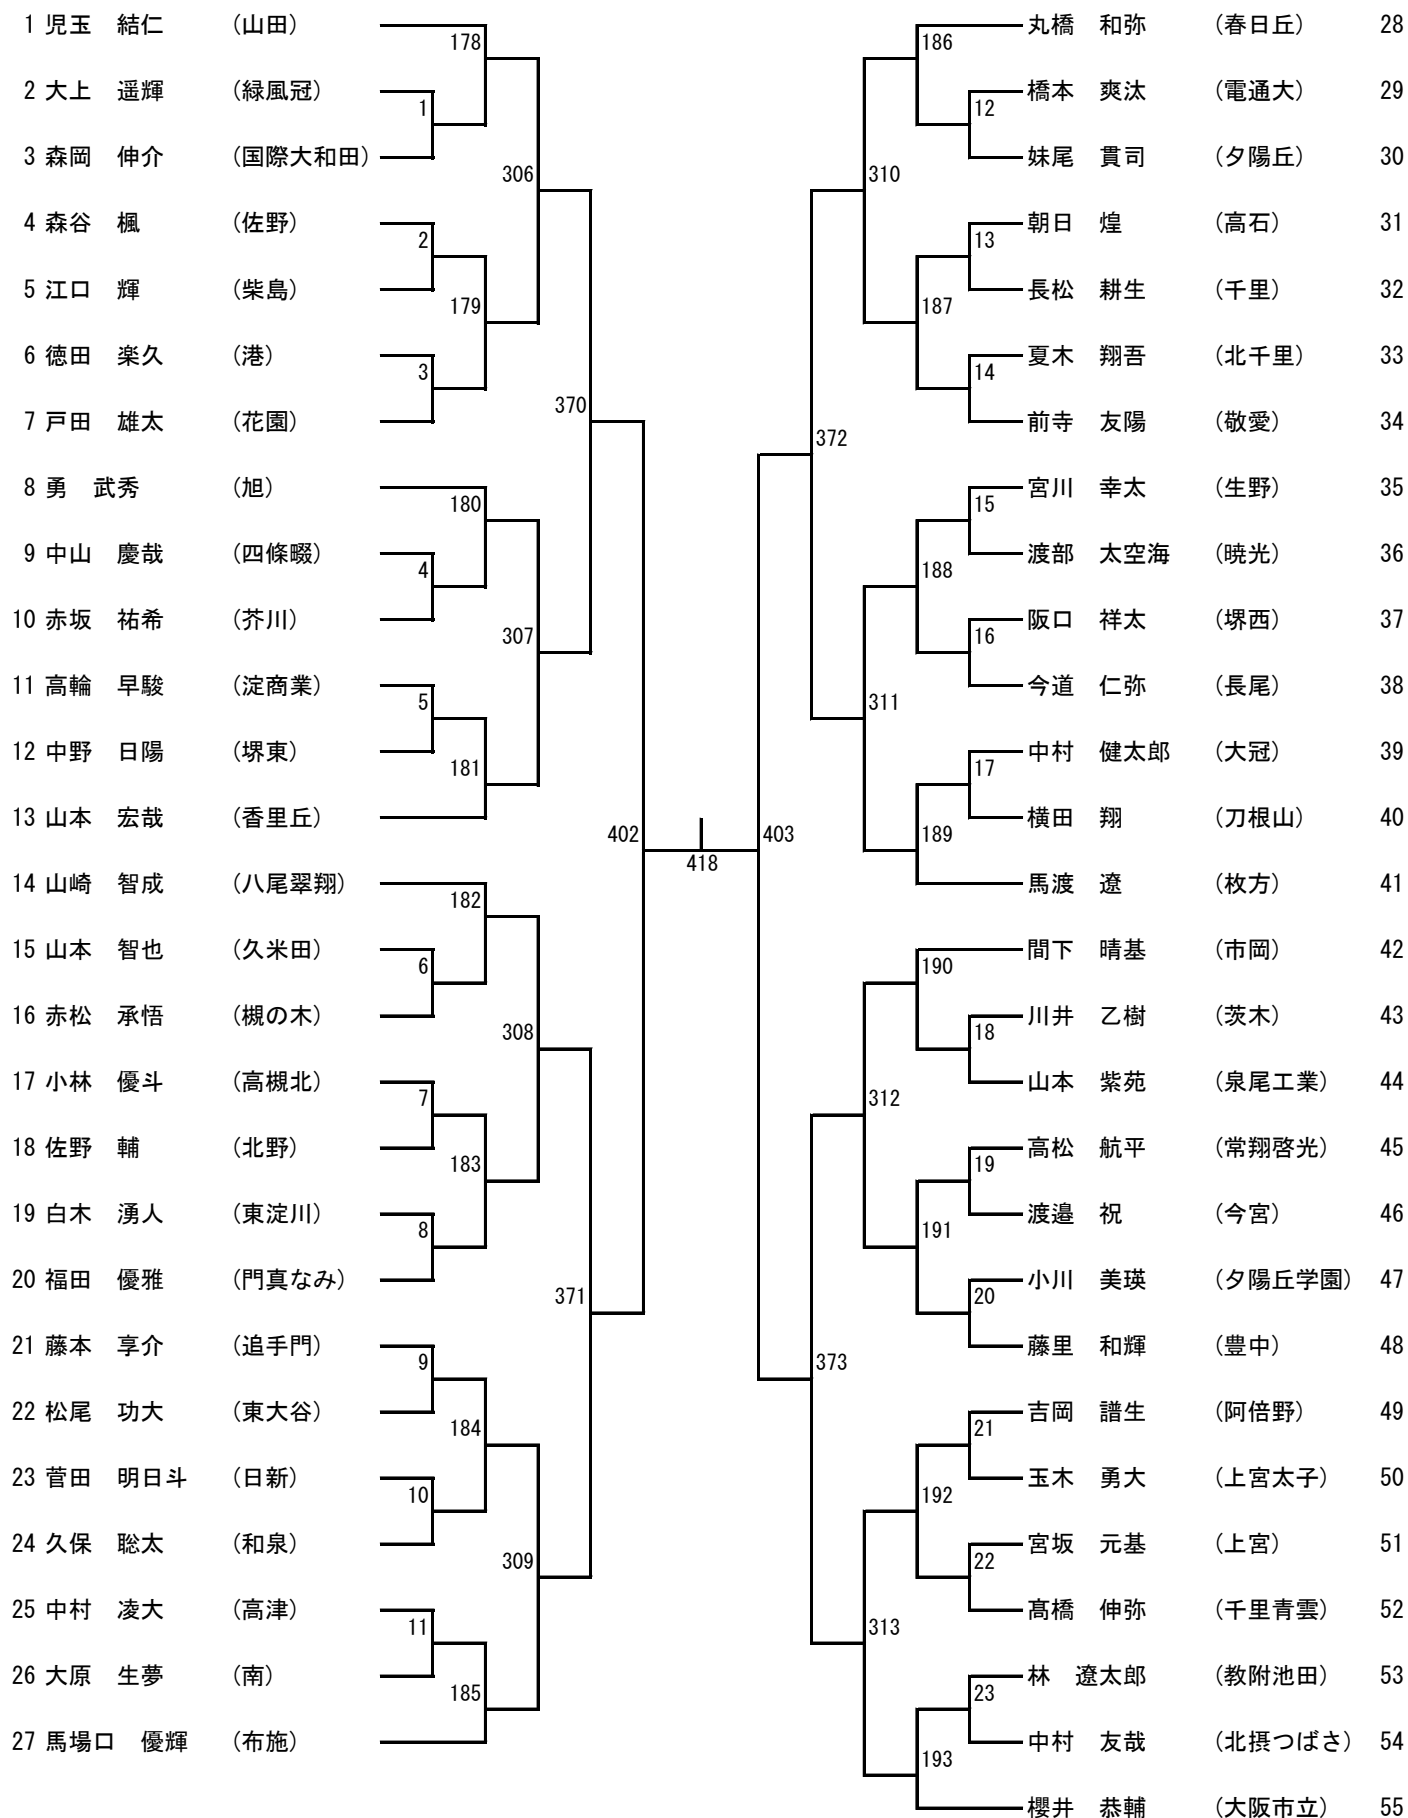 1 児玉　結仁　（山田）
178
2 大上　遥輝　（緑風冠）
1
3 森岡　伸介　（国際大和田）
306
4 森谷　楓　（佐野）
2
5 江口　輝　（柴島）
179
6 徳田　楽久　（港）
3
370
7 戸田　雄太　（花園）
8 勇　武秀　（旭）
180
9 中山　慶哉　（四條畷）
4
10 赤坂　祐希　（芥川）
307
11 高輪　早駿　（淀商業）
5
12 中野　日陽　（堺東）
181
13 山本　宏哉　（香里丘）
402
14 山崎　智成　（八尾翠翔）
182
15 山本　智也　（久米田）
6
16 赤松　承悟　（槻の木）
308
17 小林　優斗　（高槻北）
7
18 佐野　輔　（北野）
183
19 白木　湧人　（東淀川）
8
20 福田　優雅　（門真なみ）
371
21 藤本　享介　（追手門）
9
22 松尾　功大　（東大谷）
184
23 菅田　明日斗　（日新）
10
24 久保　聡太　（和泉）
309
25 中村　凌大　（高津）
11
26 大原　生夢　（南）
185
27 馬場口　優輝　（布施）
418
丸橋　和弥　（春日丘）　28
186
橋本　爽汰　（電通大）　29
12
妹尾　貫司　（夕陽丘）　30
310
朝日　煌　（高石）　31
13
長松　耕生　（千里）　32
187
夏木　翔吾　（北千里）　33
14
前寺　友陽　（敬愛）　34
372
宮川　幸太　（生野）　35
15
渡部　太空海　（暁光）　36
188
阪口　祥太　（堺西）　37
16
今道　仁弥　（長尾）　38
311
中村　健太郎　（大冠）　39
17
横田　翔　（刀根山）　40
403
189
馬渡　遼　（枚方）　41
間下　晴基　（市岡）　42
190
川井　乙樹　（茨木）　43
18
山本　紫苑　（泉尾工業）　44
312
高松　航平　（常翔啓光）　45
19
渡邉　祝　（今宮）　46
191
小川　美瑛　（夕陽丘学園）　47
20
藤里　和輝　（豊中）　48
373
吉岡　譜生　（阿倍野）　49
21
玉木　勇大　（上宮太子）　50
192
宮坂　元基　（上宮）　51
22
髙橋　伸弥　（千里青雲）　52
313
林　遼太郎　（教附池田）　53
23
中村　友哉　（北摂つばさ）　54
193
櫻井　恭輔　（大阪市立）　55